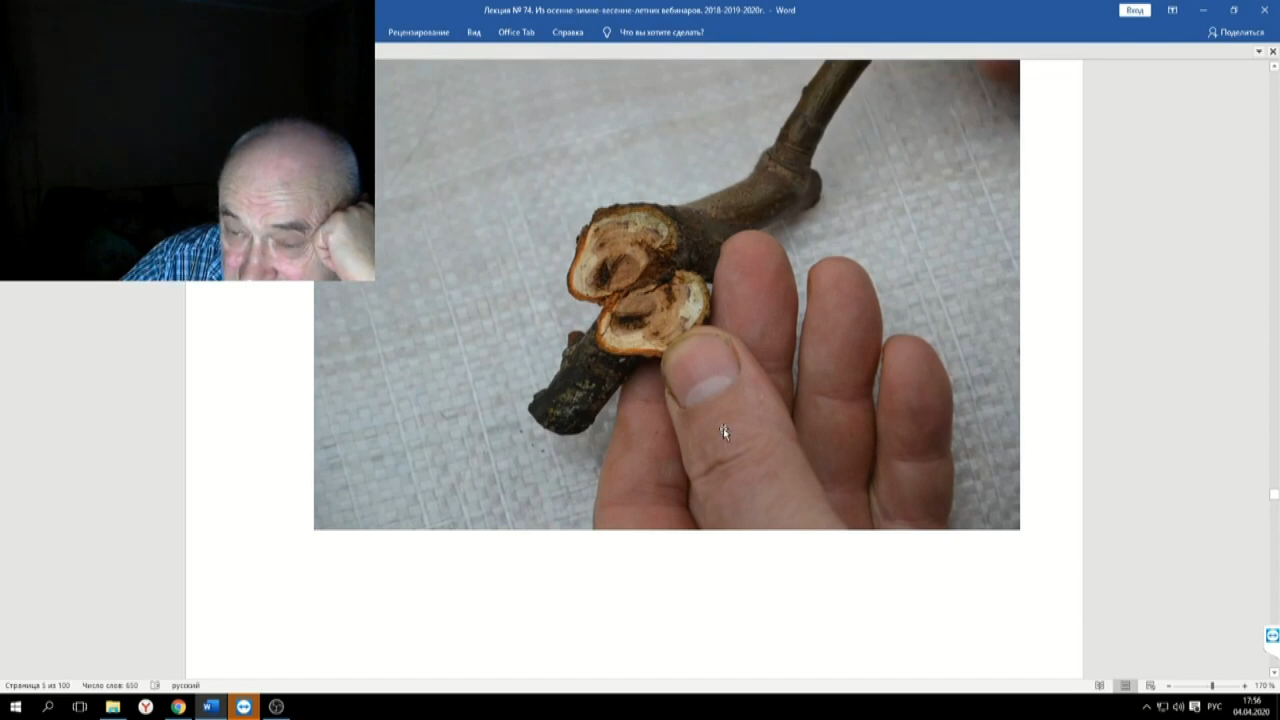 Лекция № 74. Из осенне-зимне-весенне-летних вебинаров. 2018-2019-2020г. - Word
Вход
Рецензирование Вид Office Tab Справка Что вы хотите сделать?
Поделиться
Страница 5 из 100 Число слов: 650 русский
170 %
РУС
17:56
04.04.2020